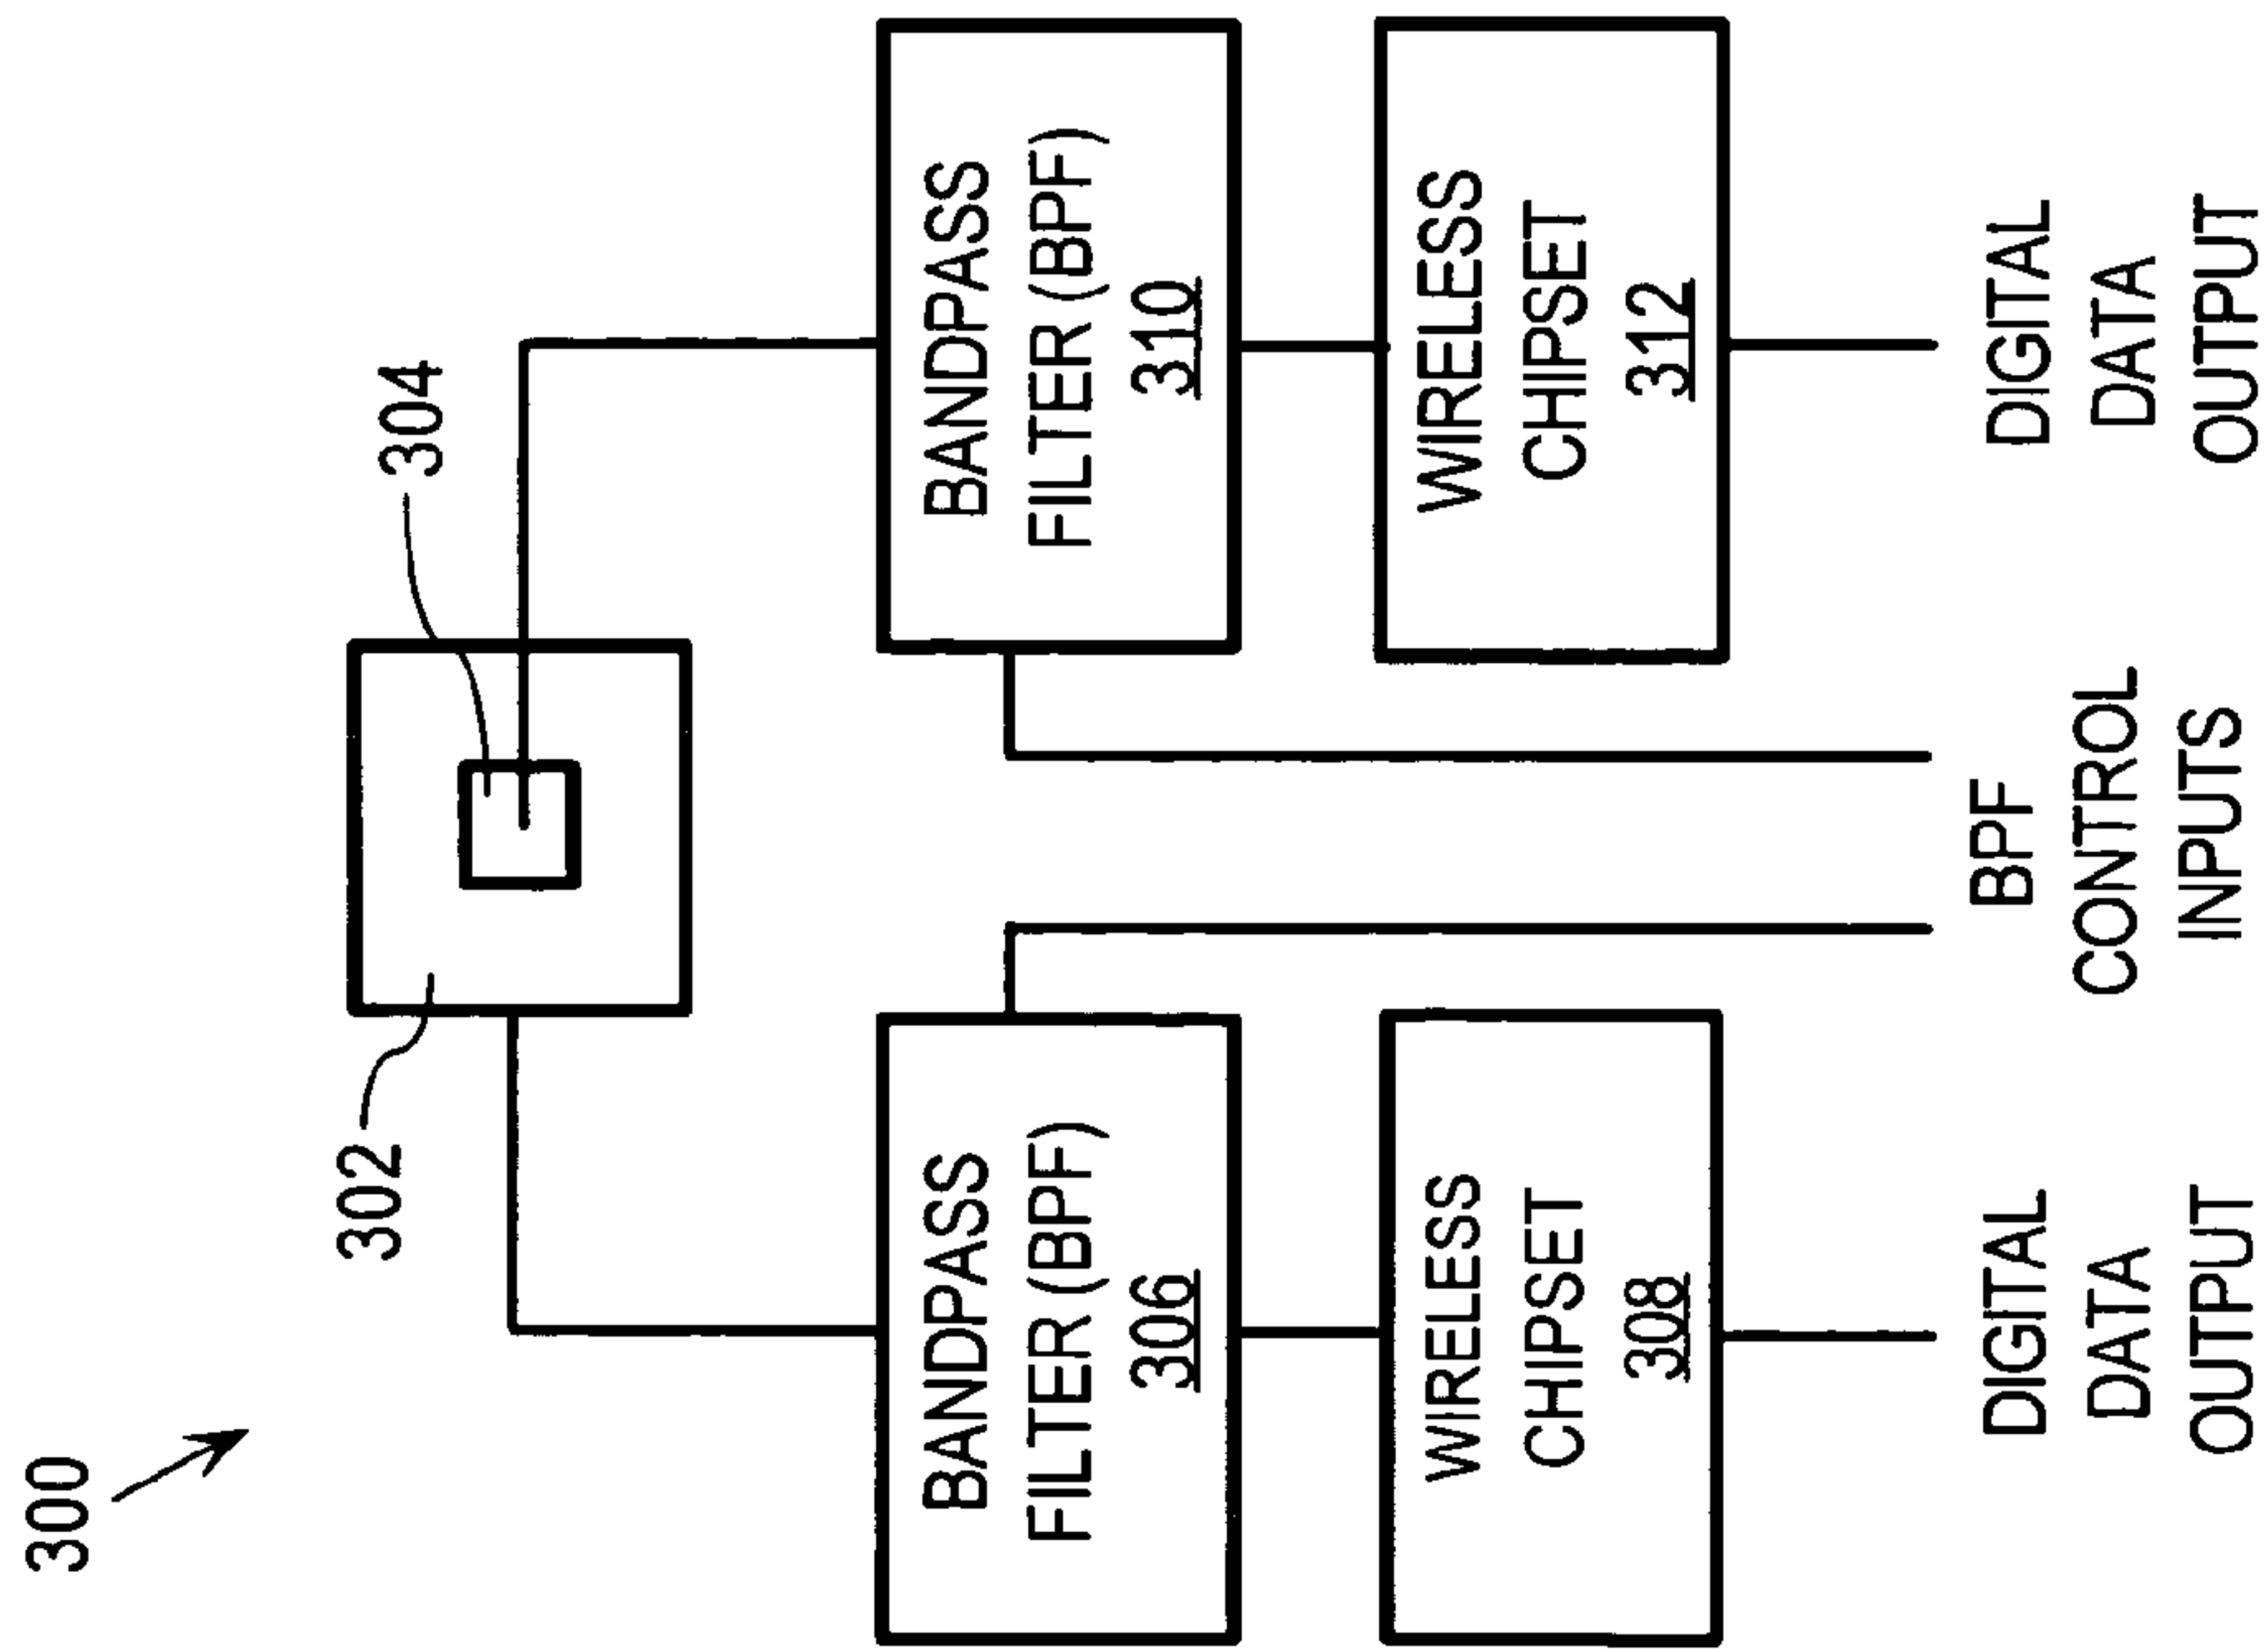 300
302
304
BANDPASS
FILTER (BPF)
306
BANDPASS
FILTER (BPF)
310
WIRELESS
CHIPSET
308
WIRELESS
CHIPSET
312
DIGITAL
DATA
OUTPUT
BPF
CONTROL
INPUTS
DIGITAL
DATA
OUTPUT